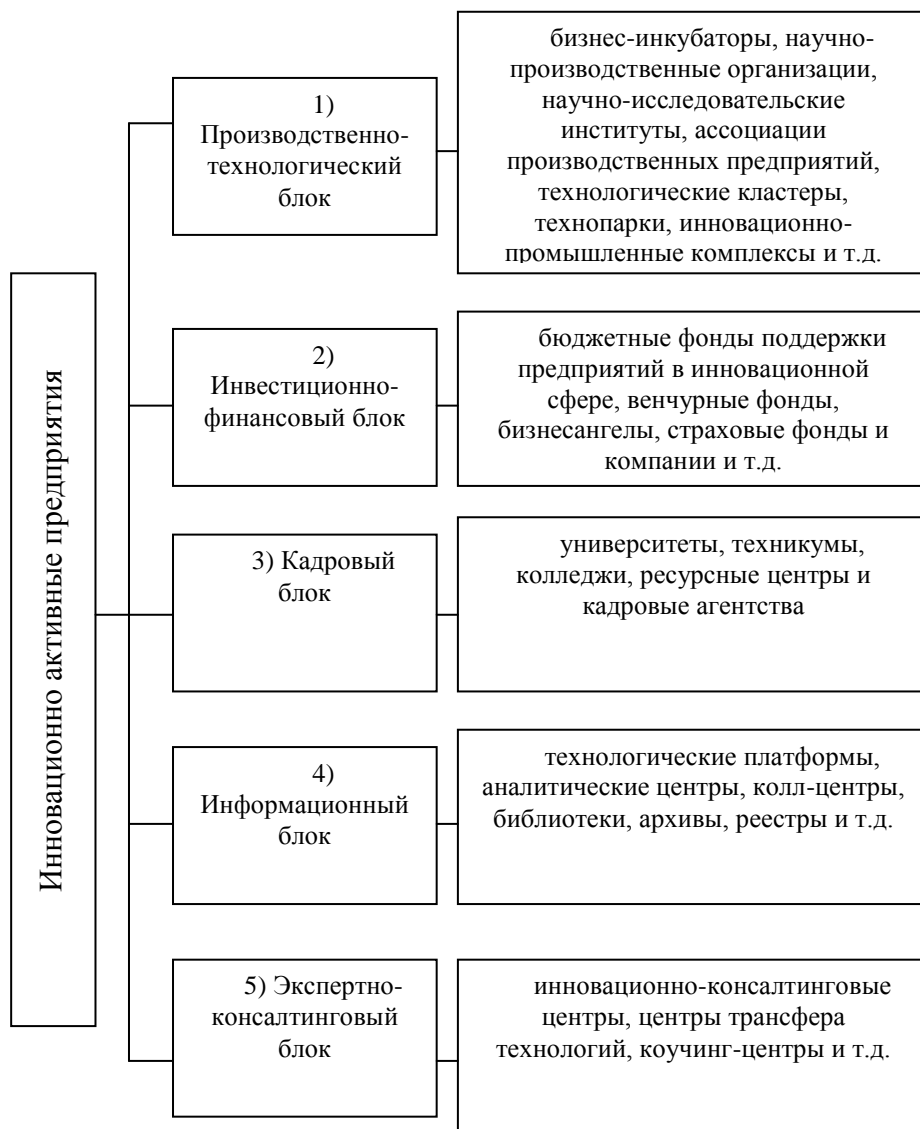 Инновационно активные предприятия
1)
Производственно-
технологический
блок
бизнес-инкубаторы, научно-
производственные организации,
научно-исследовательские
институты, ассоциации
производственных предприятий,
технологические кластеры,
технопарки, инновационно-
промышленные комплексы и т.д.
2)
Инвестиционно-
финансовый блок
бюджетные фонды поддержки
предприятий в инновационной
сфере, венчурные фонды,
бизнесангелы, страховые фонды и
компании и т.д.
3) Кадровый
блок
университеты, техникумы,
колледжи, ресурсные центры и
кадровые агентства
4)
Информационный
блок
технологические платформы,
аналитические центры, колл-центры,
библиотеки, архивы, реестры и т.д.
5) Экспертно-
консалтинговый
блок
инновационно-консалтинговые
центры, центры трансфера
технологий, коучинг-центры и т.д.